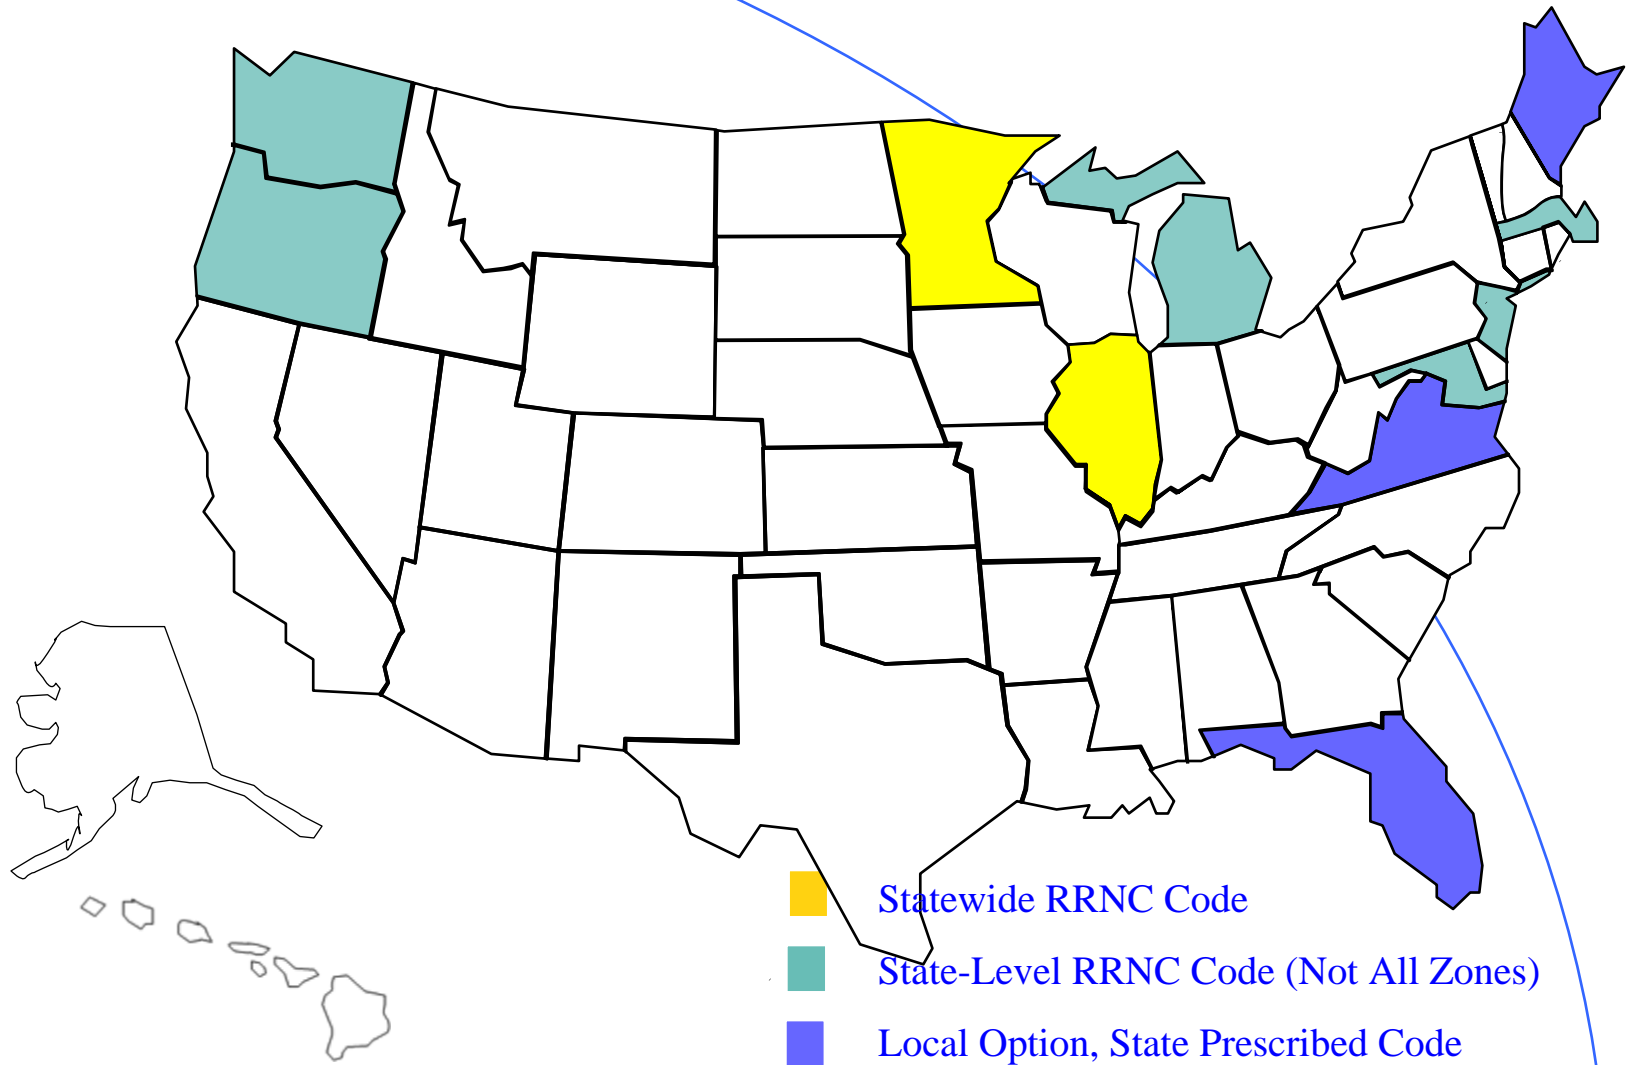 Statewide RRNC Code
State-Level RRNC Code (Not All Zones)
Local Option, State Prescribed Code